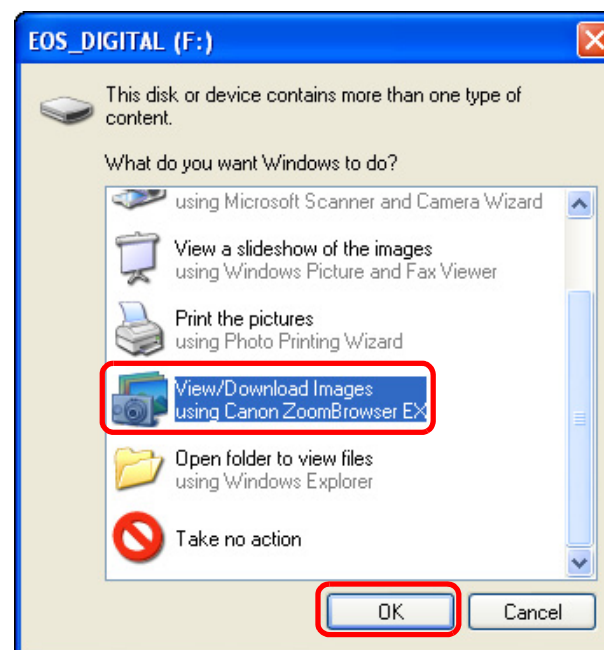 EOS_DIGITAL (F:)
This disk or device contains more than one type of
content.
What do you want Windows to do?
using Microsoft Scanner and Camera Wizard
View a slideshow of the images
using Windows Picture and Fax Viewer
Print the pictures
using Photo Printing Wizard
View/Download Images
using Canon ZoomBrowser EX
Open folder to view files
using Windows Explorer
Take no action
OK
Cancel